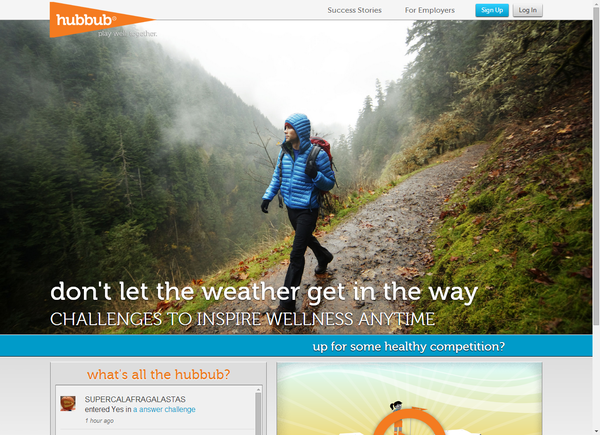 hubbub®
play well together.
Success Stories
For Employers
Sign Up
Log In
don't let the weather get in the way
CHALLENGES TO INSPIRE WELLNESS ANYTIME
up for some healthy competition?
what's all the hubbub?
SUPERCALAFRAGALASTAS
entered Yes in a answer challenge
1 hour ago